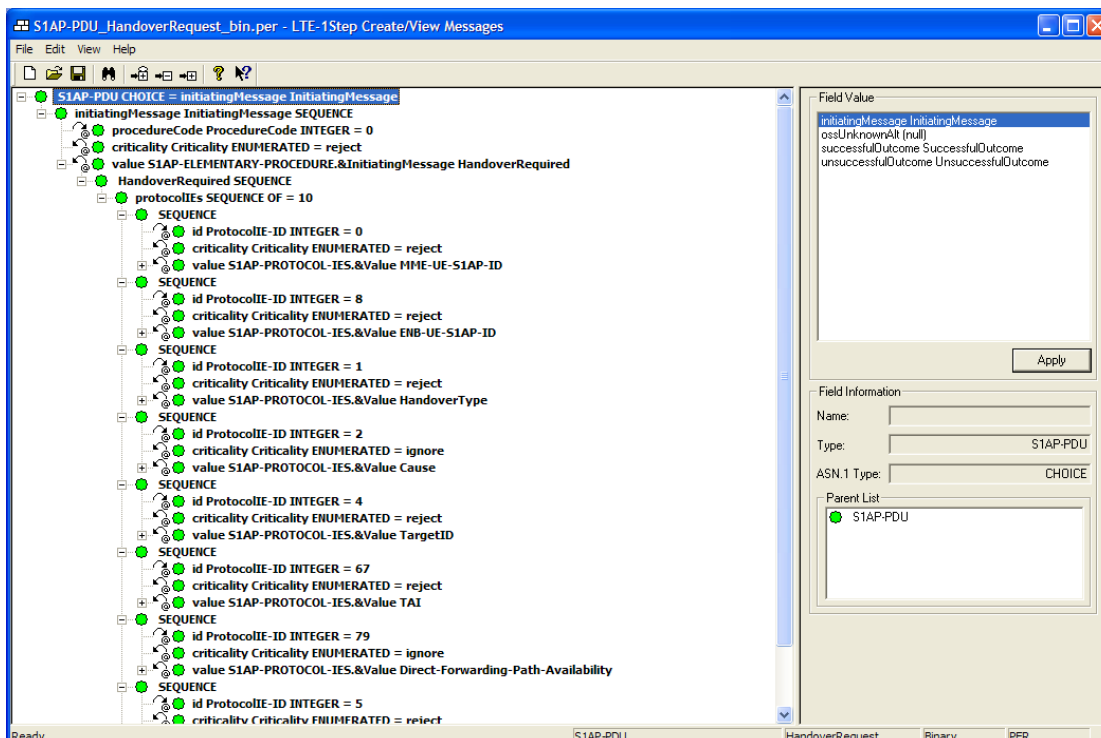 S1AP-PDU_HandoverRequest_bin.per - LTE-1Step Create/View Messages
File Edit View Help
S1AP-PDU CHOICE = initiatingMessage InitiatingMessage
initiatingMessage InitiatingMessage SEQUENCE
procedureCode ProcedureCode INTEGER = 0
criticality Criticality ENUMERATED = reject
value S1AP-ELEMENTARY-PROCEDURE.&InitiatingMessage HandoverRequired
HandoverRequired SEQUENCE
protocolIEs SEQUENCE OF = 10
SEQUENCE
id ProtocolIE-ID INTEGER = 0
criticality Criticality ENUMERATED = reject
value S1AP-PROTOCOL-IES.&Value MME-UE-S1AP-ID
SEQUENCE
id ProtocolIE-ID INTEGER = 8
criticality Criticality ENUMERATED = reject
value S1AP-PROTOCOL-IES.&Value ENB-UE-S1AP-ID
SEQUENCE
id ProtocolIE-ID INTEGER = 1
criticality Criticality ENUMERATED = reject
value S1AP-PROTOCOL-IES.&Value HandoverType
SEQUENCE
id ProtocolIE-ID INTEGER = 2
criticality Criticality ENUMERATED = ignore
value S1AP-PROTOCOL-IES.&Value Cause
SEQUENCE
id ProtocolIE-ID INTEGER = 4
criticality Criticality ENUMERATED = reject
value S1AP-PROTOCOL-IES.&Value TargetID
SEQUENCE
id ProtocolIE-ID INTEGER = 67
criticality Criticality ENUMERATED = reject
value S1AP-PROTOCOL-IES.&Value TAI
SEQUENCE
id ProtocolIE-ID INTEGER = 79
criticality Criticality ENUMERATED = ignore
value S1AP-PROTOCOL-IES.&Value Direct-Forwarding-Path-Availability
SEQUENCE
id ProtocolIE-ID INTEGER = 5
criticality Criticality ENUMERATED = reject
Field Value
initiatingMessage InitiatingMessage
ossUnknownAlt (null)
successfulOutcome SuccessfulOutcome
unsuccessfulOutcome UnsuccessfulOutcome
Apply
Field Information
Name:
Type: S1AP-PDU
ASN.1 Type: CHOICE
Parent List
S1AP-PDU
Ready S1AP-PDU HandoverRequest Binary PER